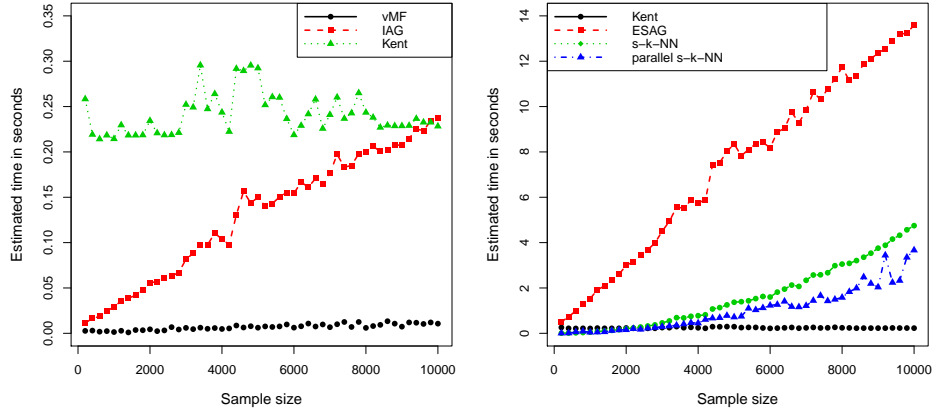 vMF
IAG
Kent
0.00 0.05 0.10 0.15 0.20 0.25 0.30 0.35
Estimated time in seconds
0 2000 4000 6000 8000 10000
Sample size
Kent
ESAG
s−k−NN
parallel s−k−NN
0 2 4 6 8 10 12 14
Estimated time in seconds
0 2000 4000 6000 8000 10000
Sample size